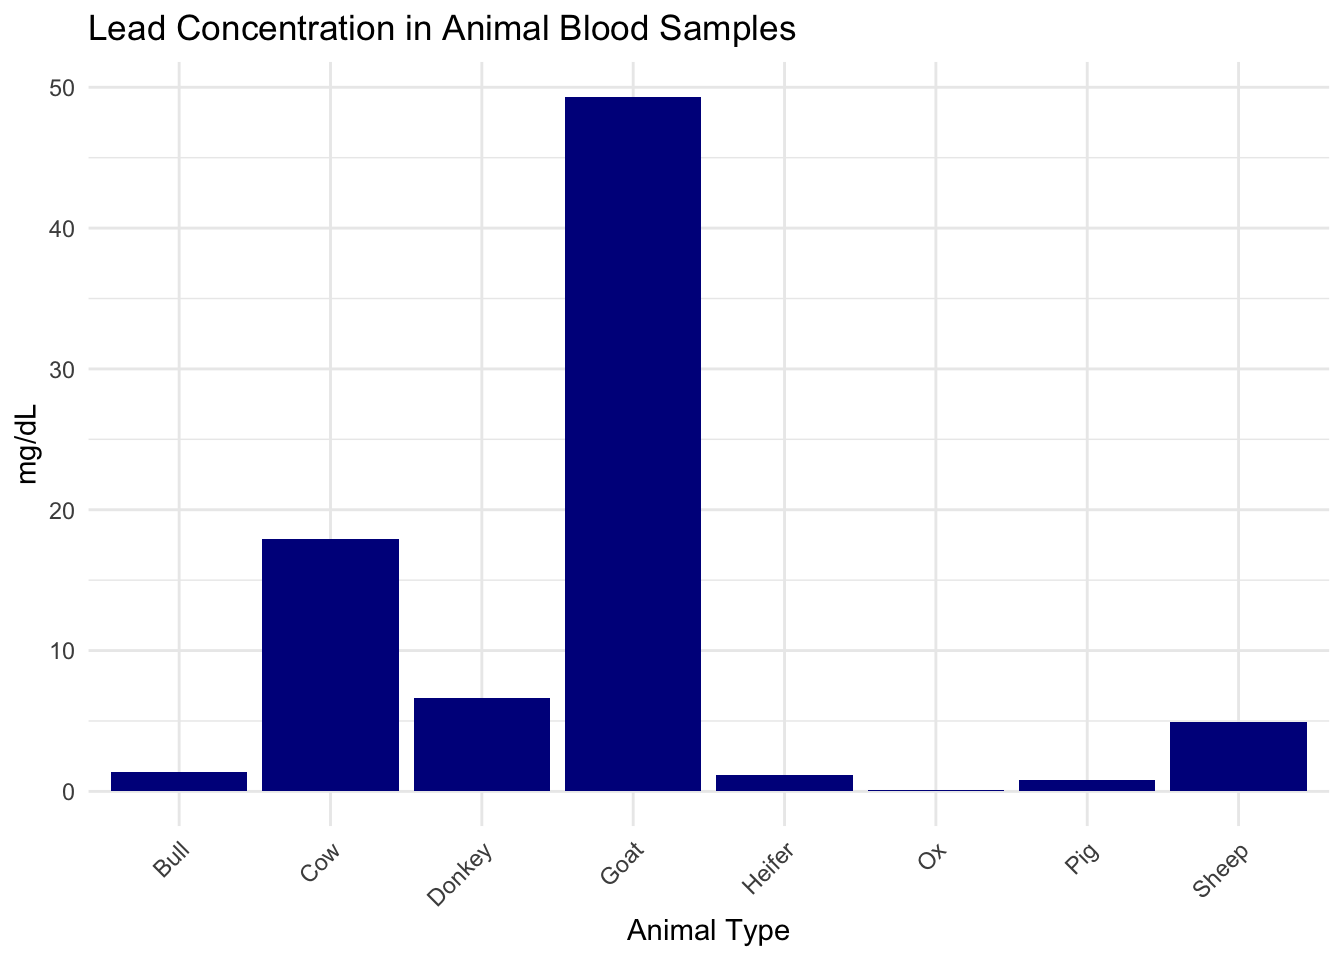 Lead Concentration in Animal Blood Samples
50
40
30
20
10
0
mg/dL
Bull
Cow
Donkey
Goat
Heifer
Ox
Pig
Sheep
Animal Type